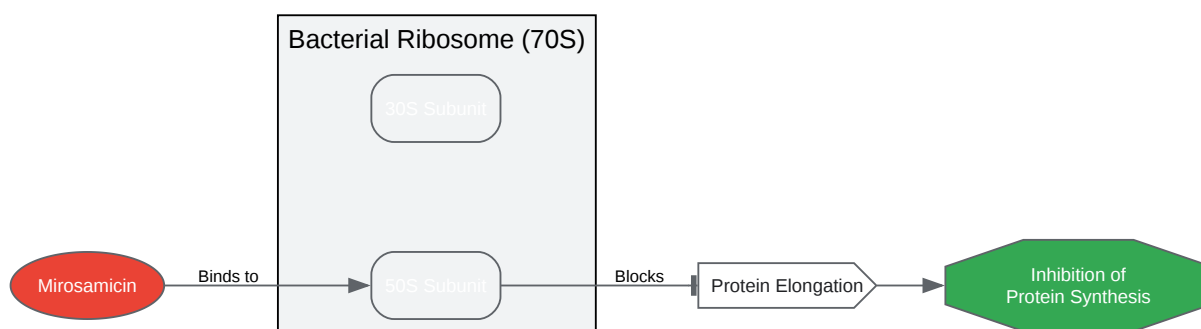 Bacterial Ribosome (70S)
30S Subunit
Mirosamicin
Binds to
50S Subunit
Blocks
Protein Elongation
Inhibition of
Protein Synthesis